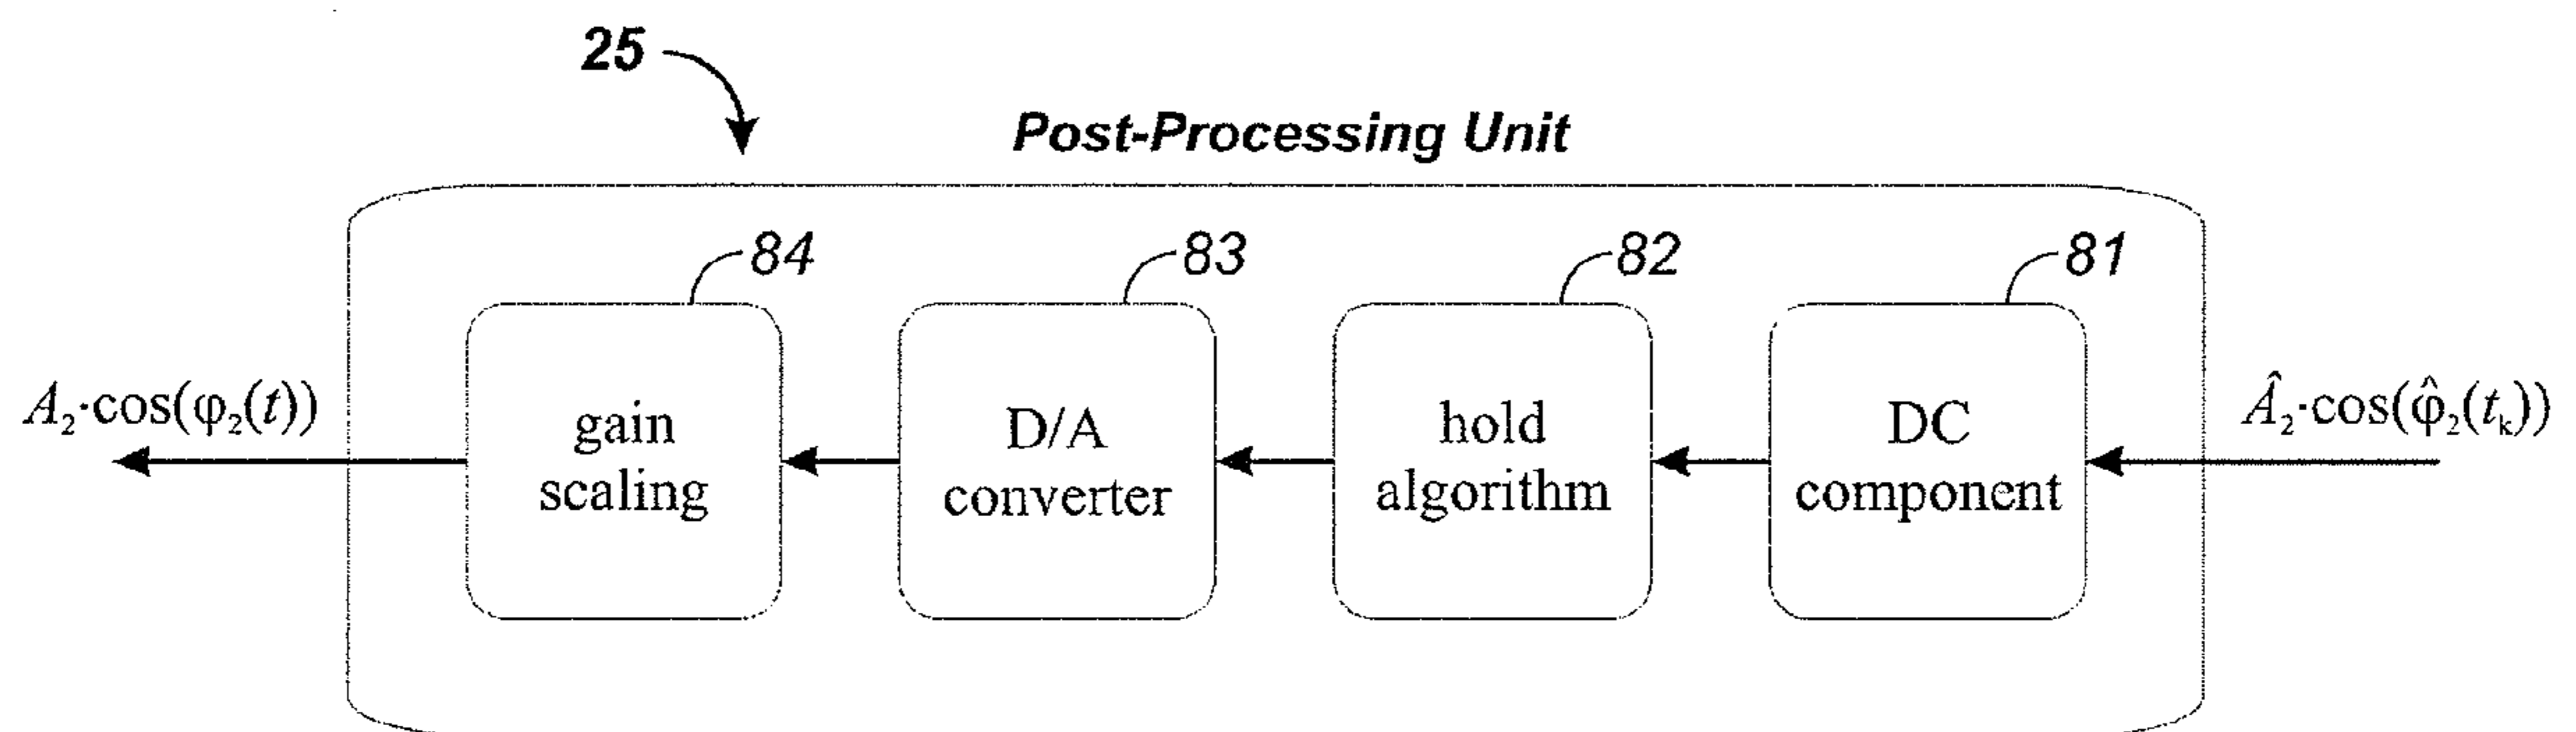 25
Post-Processing Unit
84
83
82
81
A₂·cos(φ₂(t))
gain
scaling
D/A
converter
hold
algorithm
DC
component
Â₂·cos(φ̂₂(tₖ))